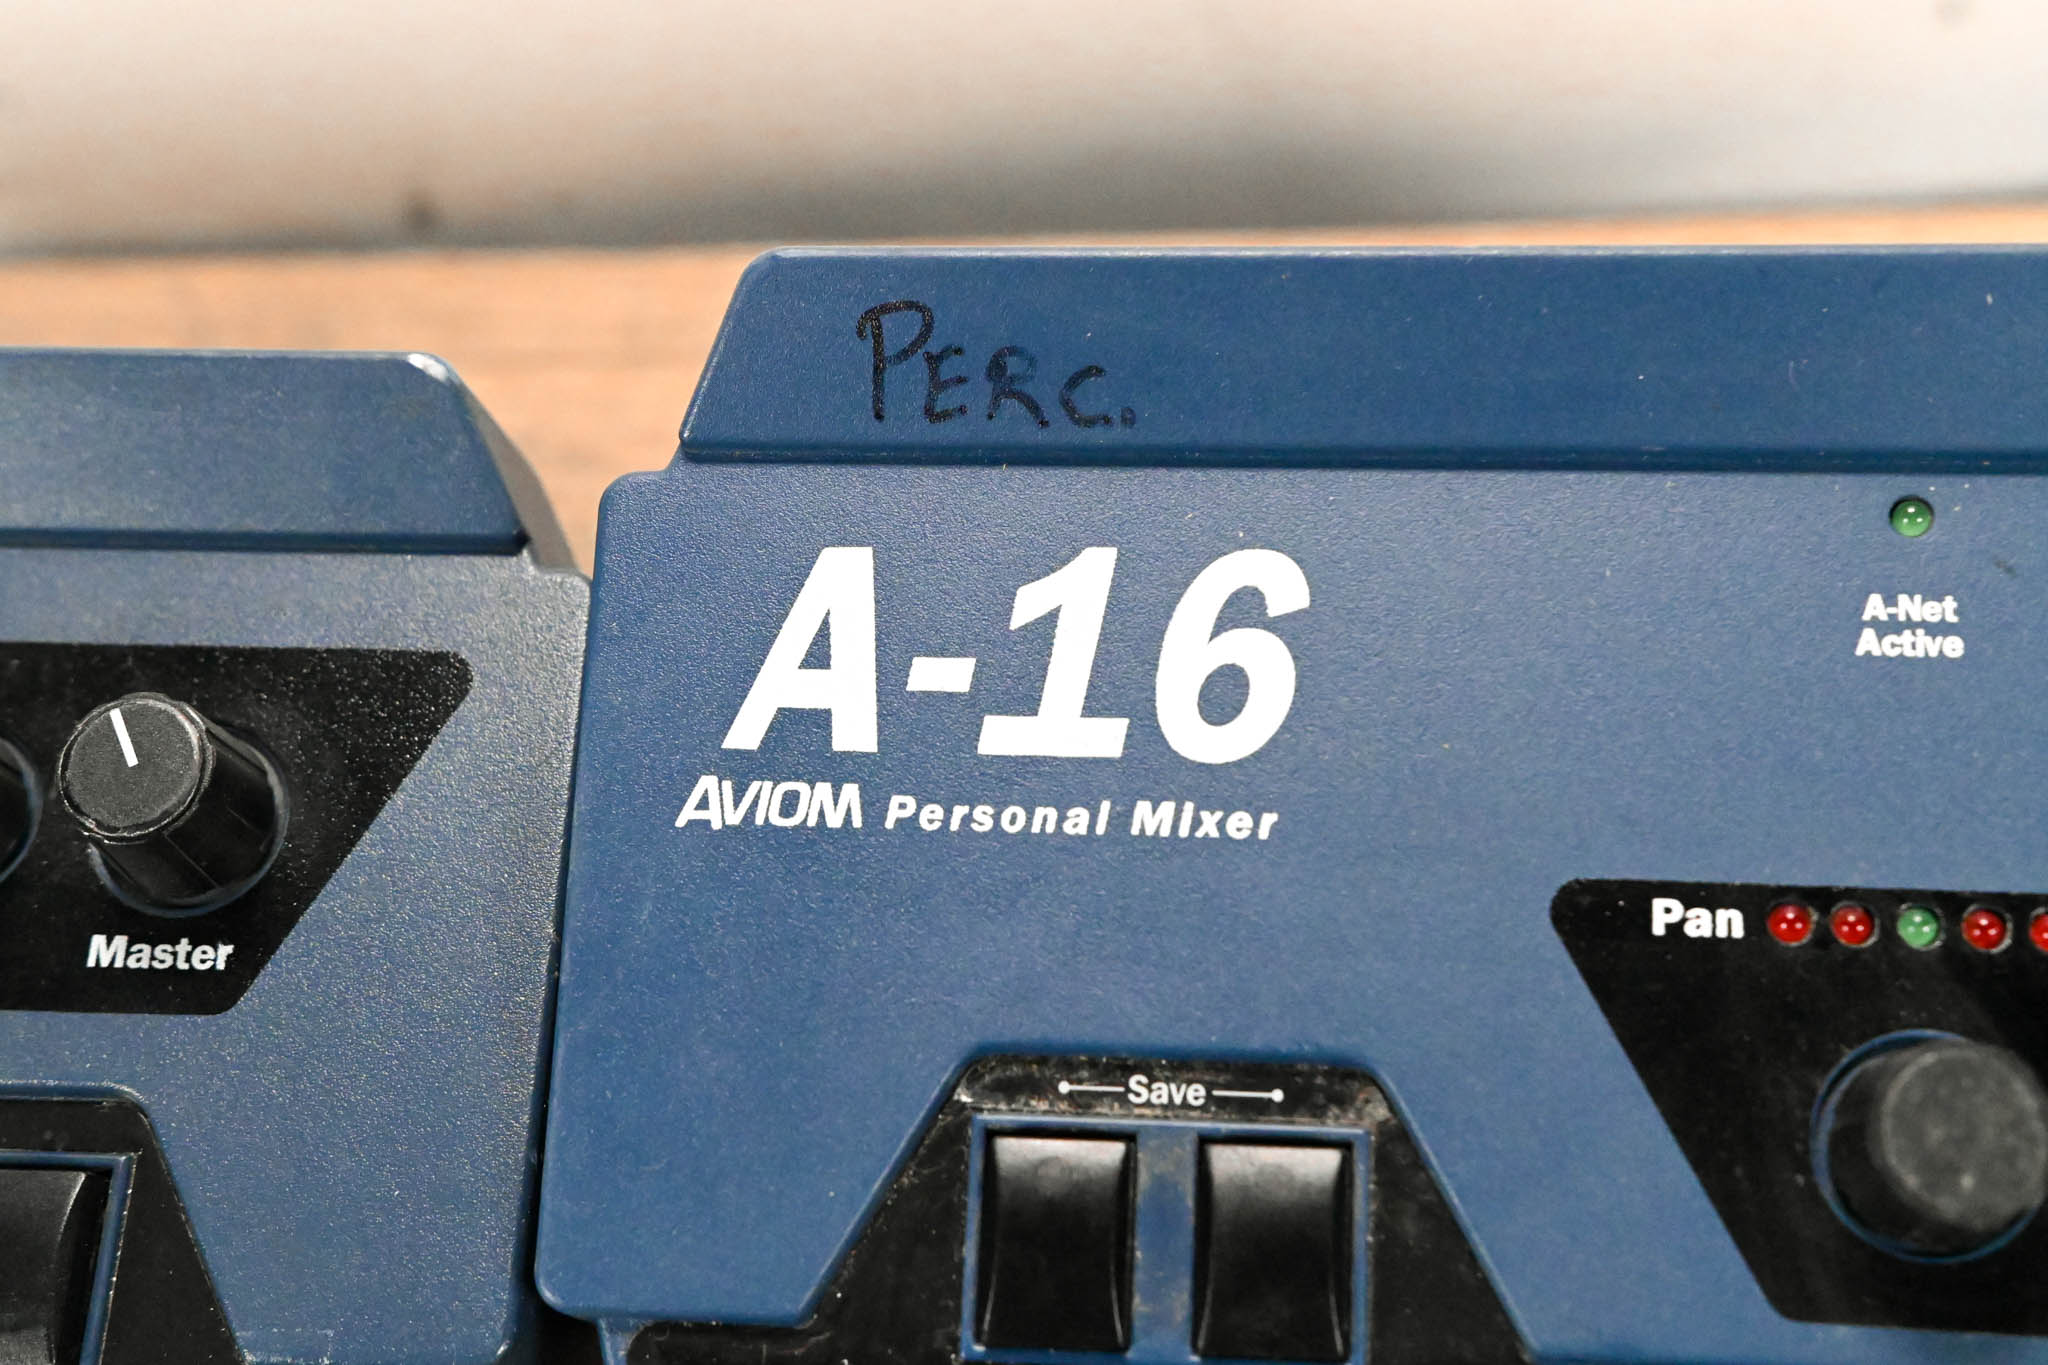 PERC.
A-16
AVIOM Personal Mixer
A-Net
Active
Pan
Master
Save